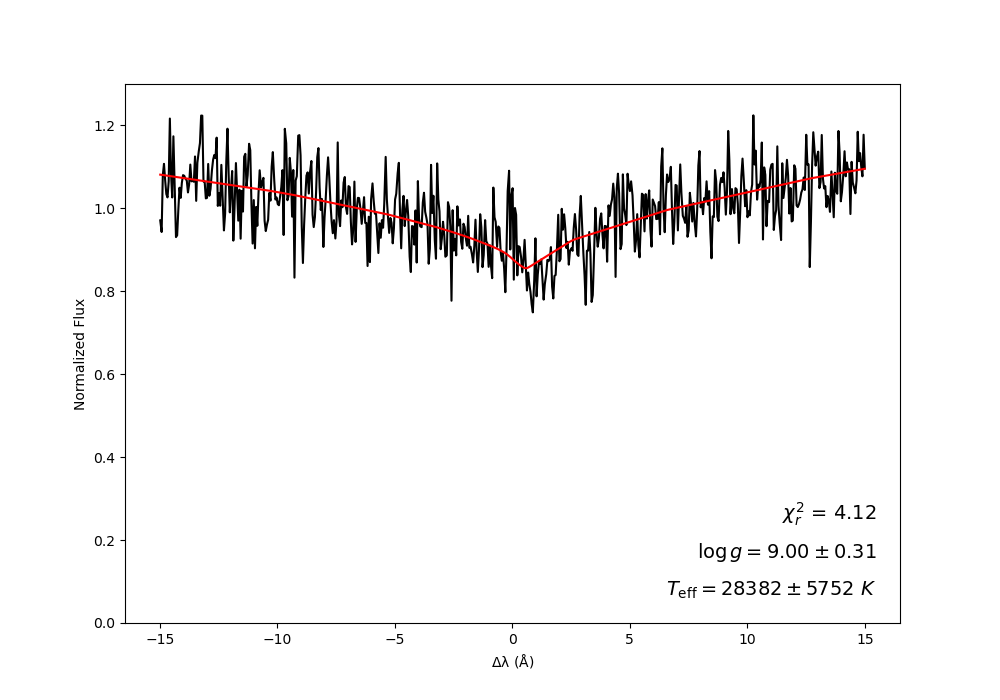 1.2
1.0
0.8
0.6
0.4
0.2
0.0
Normalized Flux
χ²ᵣ = 4.12
log g = 9.00 ± 0.31
T_eff = 28382 ± 5752 K
−15 −10 −5 0 5 10 15
Δλ (Å)